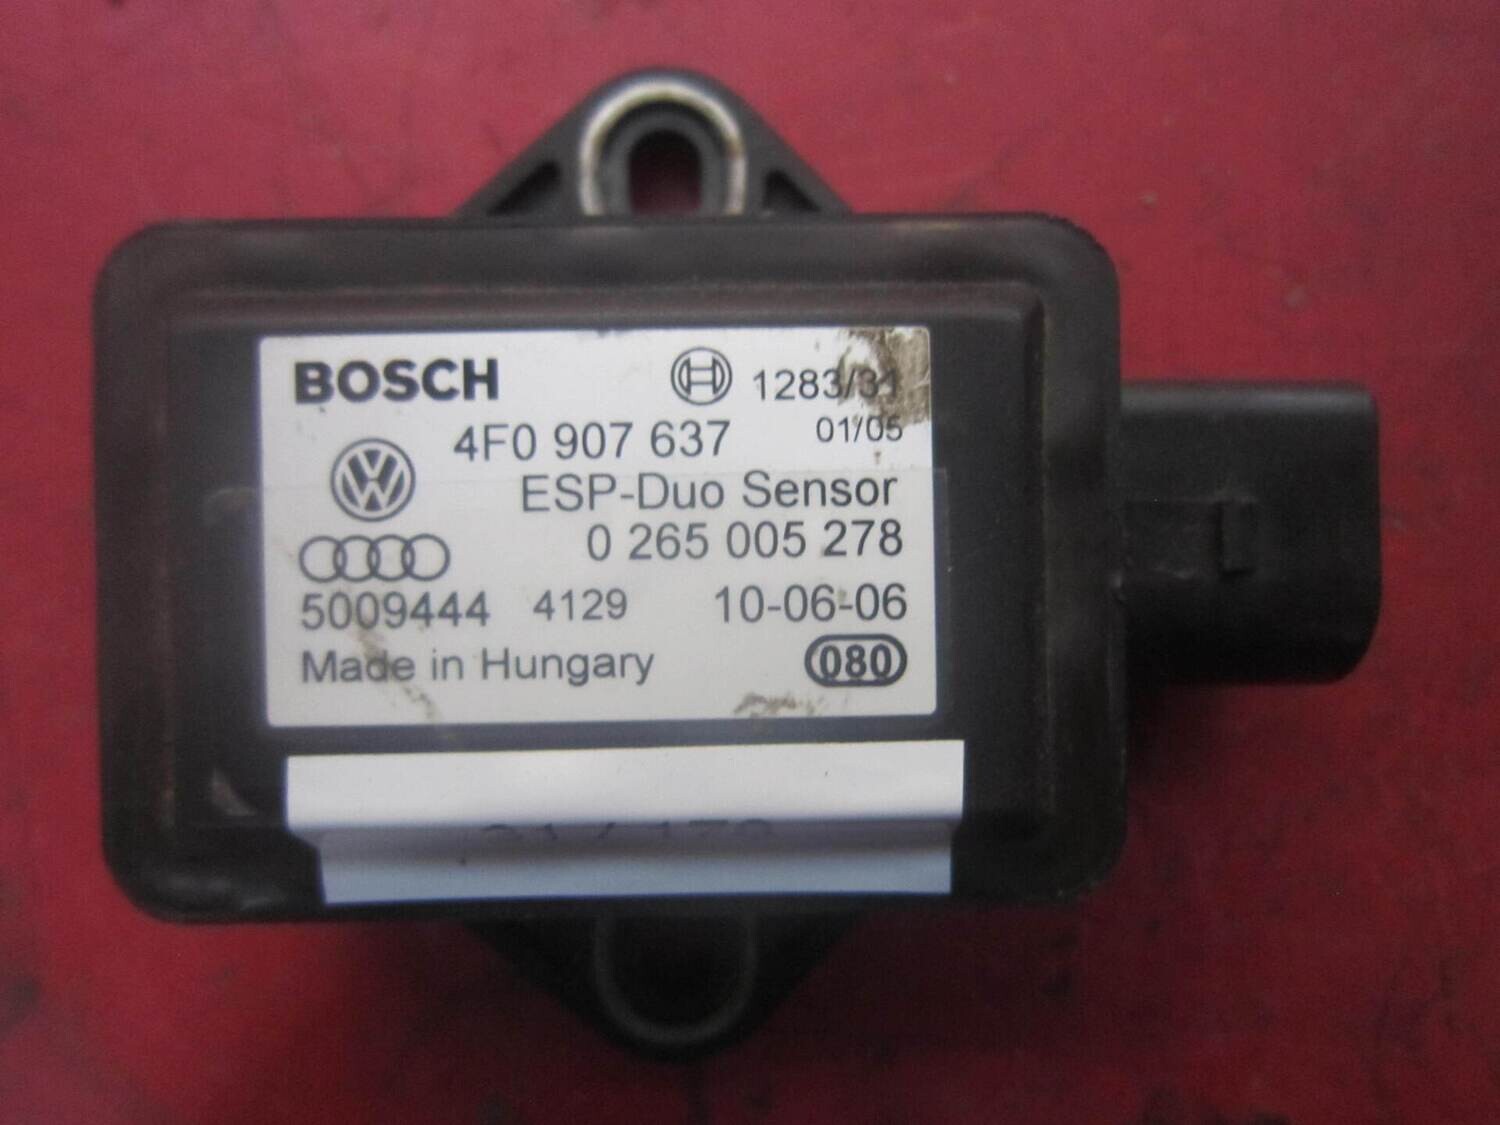 BOSCH 1283/31
4F0 907 637 01/05
ESP-Duo Sensor
0 265 005 278
5009444 4129 10-06-06
Made in Hungary 080